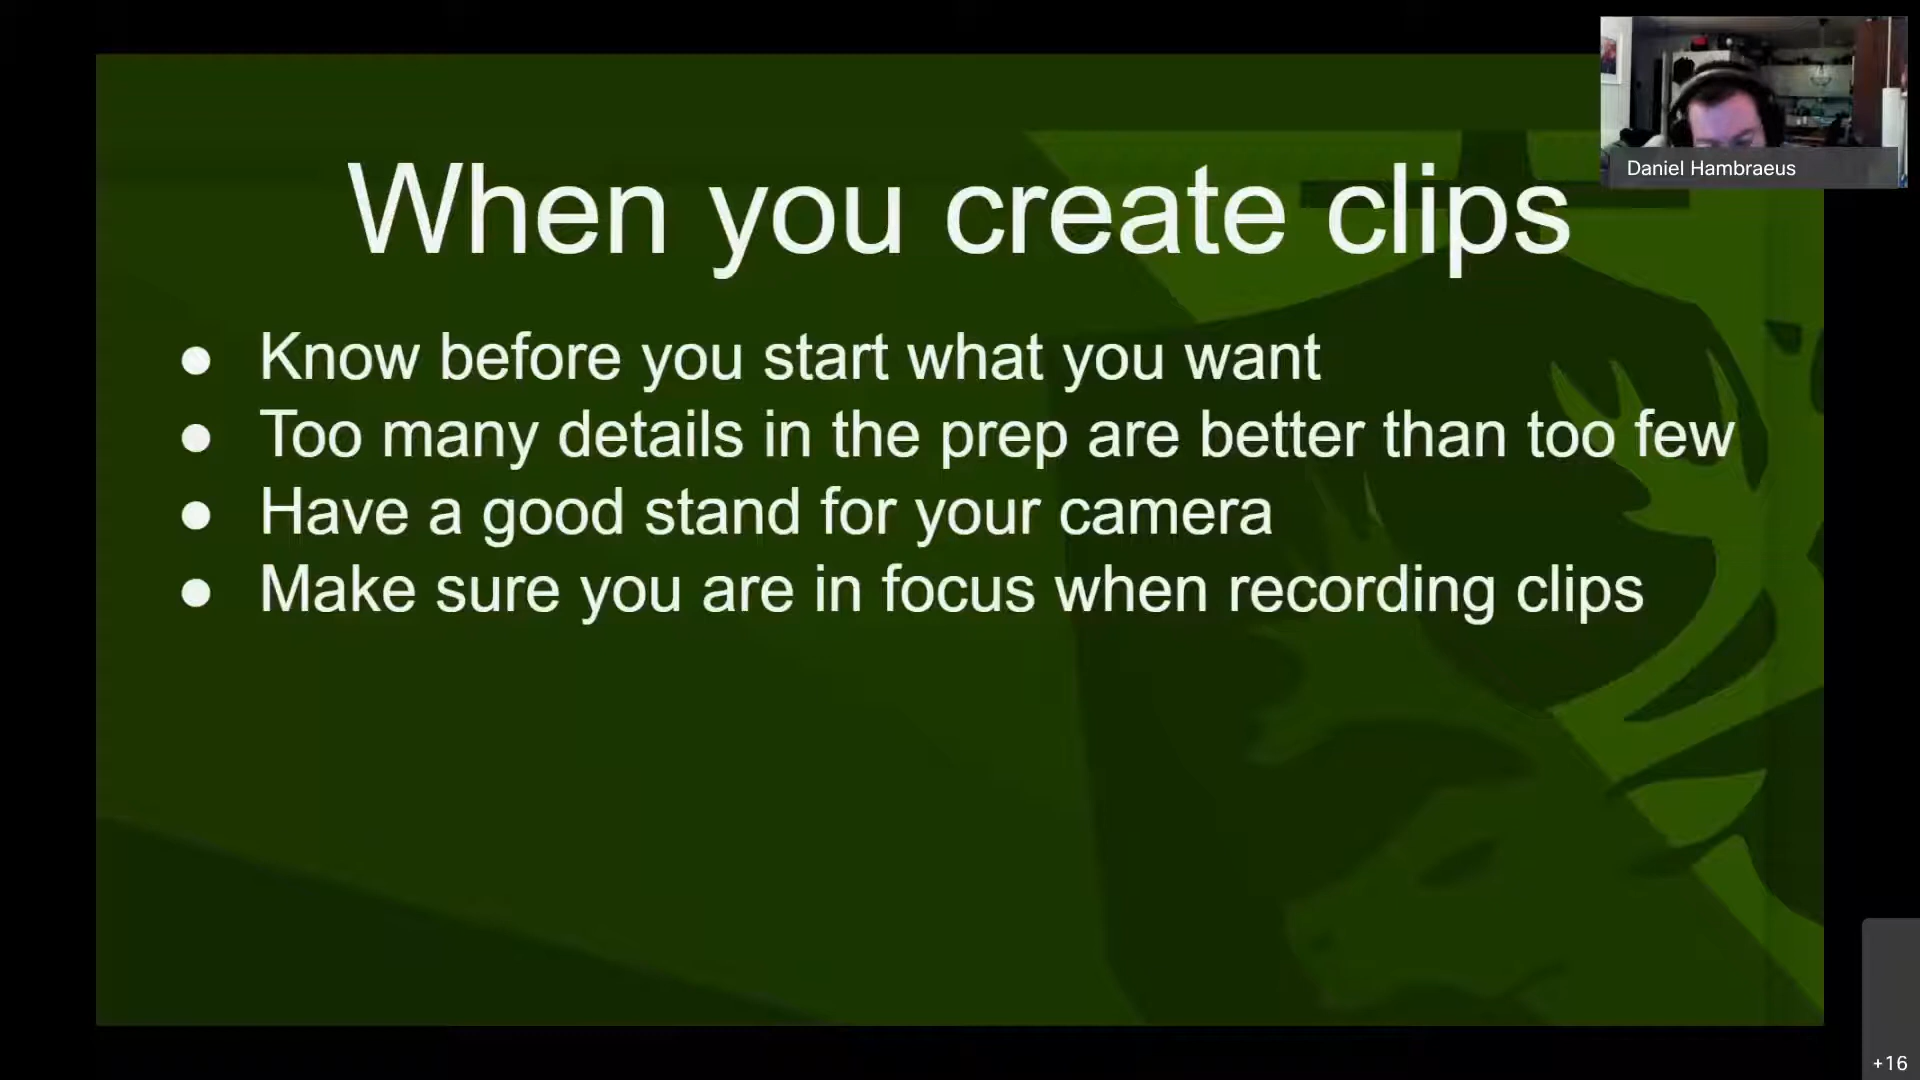 Daniel Hambraeus
When you create clips
● Know before you start what you want
● Too many details in the prep are better than too few
● Have a good stand for your camera
● Make sure you are in focus when recording clips
+16